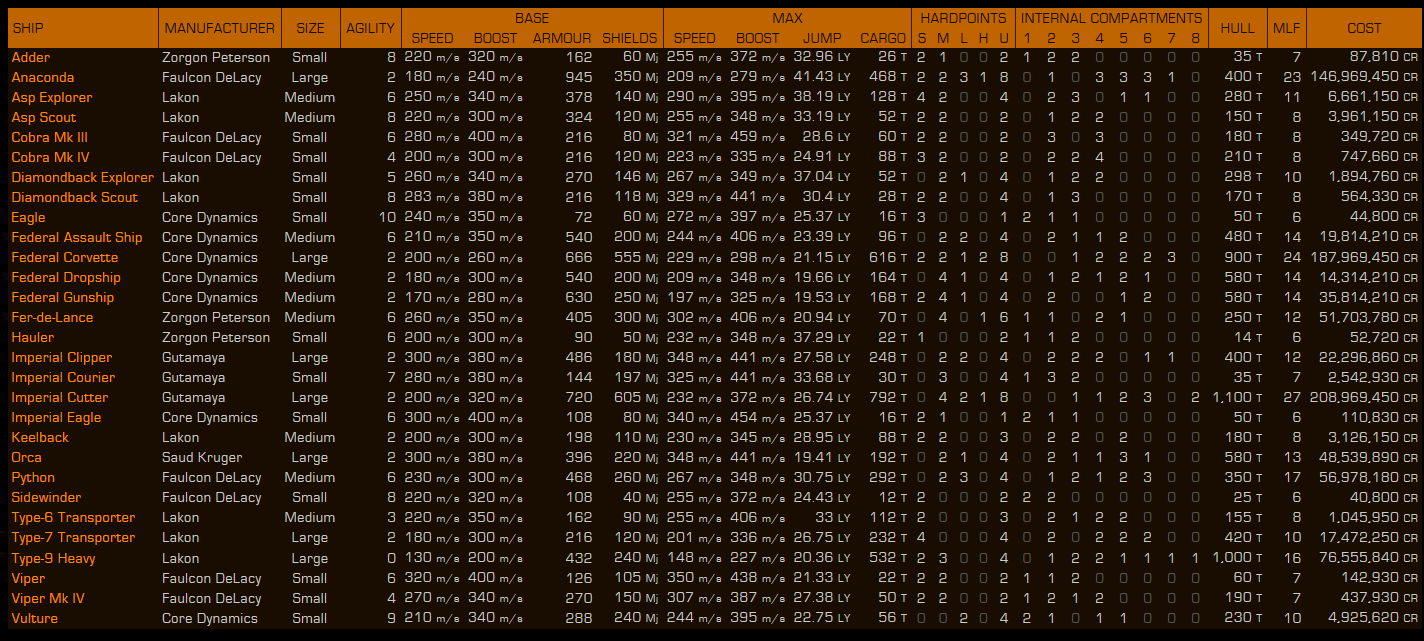 BASE MAX HARDPOINTS INTERNAL COMPARTMENTS
SHIP MANUFACTURER SIZE AGILITY SPEED BOOST ARMOUR SHIELDS SPEED BOOST JUMP CARGO S M L H U 1 2 3 4 5 6 7 8 HULL MLF COST
Adder Zorgon Peterson Small 8 220 m/s 320 m/s 162 60 Mj 255 m/s 372 m/s 32.96 LY 26 T 2 1 0 0 2 1 2 2 0 0 0 0 0 35 T 7 87,810 CR
Anaconda Faulcon DeLacy Large 2 180 m/s 240 m/s 945 350 Mj 209 m/s 279 m/s 41.43 LY 468 T 2 2 3 1 8 0 1 0 3 3 3 1 0 400 T 23 146,969,450 CR
Asp Explorer Lakon Medium 6 250 m/s 340 m/s 378 140 Mj 290 m/s 395 m/s 38.19 LY 128 T 4 2 0 0 4 0 2 3 0 1 1 0 0 280 T 11 6,661,150 CR
Asp Scout Lakon Medium 8 220 m/s 300 m/s 324 120 Mj 255 m/s 348 m/s 33.19 LY 52 T 2 2 0 0 2 0 1 2 2 0 0 0 0 150 T 8 3,961,150 CR
Cobra Mk III Faulcon DeLacy Small 6 280 m/s 400 m/s 216 80 Mj 321 m/s 459 m/s 28.6 LY 60 T 2 2 0 0 2 0 3 0 3 0 0 0 0 180 T 8 349,720 CR
Cobra Mk IV Faulcon DeLacy Small 4 200 m/s 300 m/s 216 120 Mj 223 m/s 335 m/s 24.91 LY 88 T 3 2 0 0 2 0 2 2 4 0 0 0 0 210 T 8 747,660 CR
Diamondback Explorer Lakon Small 5 260 m/s 340 m/s 270 146 Mj 267 m/s 349 m/s 37.04 LY 52 T 0 2 1 0 4 0 1 2 2 0 0 0 0 298 T 10 1,894,760 CR
Diamondback Scout Lakon Small 8 283 m/s 380 m/s 216 118 Mj 329 m/s 441 m/s 30.4 LY 28 T 2 2 0 0 4 0 1 3 0 0 0 0 0 170 T 8 564,330 CR
Eagle Core Dynamics Small 10 240 m/s 350 m/s 72 60 Mj 272 m/s 397 m/s 25.37 LY 16 T 3 0 0 0 1 2 1 1 0 0 0 0 0 50 T 6 44,800 CR
Federal Assault Ship Core Dynamics Medium 6 210 m/s 350 m/s 540 200 Mj 244 m/s 406 m/s 23.39 LY 96 T 0 2 2 0 4 0 2 1 1 2 0 0 0 480 T 14 19,814,210 CR
Federal Corvette Core Dynamics Large 2 200 m/s 260 m/s 666 555 Mj 229 m/s 298 m/s 21.15 LY 616 T 2 2 1 2 8 0 0 1 2 2 2 3 0 900 T 24 187,969,450 CR
Federal Dropship Core Dynamics Medium 2 180 m/s 300 m/s 540 200 Mj 209 m/s 348 m/s 19.66 LY 164 T 0 4 1 0 4 0 1 2 1 2 1 0 0 580 T 14 14,314,210 CR
Federal Gunship Core Dynamics Medium 2 170 m/s 280 m/s 630 250 Mj 197 m/s 325 m/s 19.53 LY 168 T 2 4 1 0 4 0 2 0 0 1 2 0 0 580 T 14 35,814,210 CR
Fer-de-Lance Zorgon Peterson Medium 6 260 m/s 350 m/s 405 300 Mj 302 m/s 406 m/s 20.94 LY 70 T 0 4 0 1 6 1 1 0 2 1 0 0 0 250 T 12 51,703,780 CR
Hauler Zorgon Peterson Small 6 200 m/s 300 m/s 90 50 Mj 232 m/s 348 m/s 37.29 LY 22 T 1 0 0 0 2 1 1 2 0 0 0 0 0 14 T 6 52,720 CR
Imperial Clipper Gutamaya Large 2 300 m/s 380 m/s 486 180 Mj 348 m/s 441 m/s 27.58 LY 248 T 0 2 2 0 4 0 2 2 2 0 1 1 0 400 T 12 22,296,860 CR
Imperial Courier Gutamaya Small 7 280 m/s 380 m/s 144 197 Mj 325 m/s 441 m/s 33.68 LY 30 T 0 3 0 0 4 1 3 2 0 0 0 0 0 35 T 7 2,542,930 CR
Imperial Cutter Gutamaya Large 2 200 m/s 320 m/s 720 605 Mj 232 m/s 372 m/s 26.74 LY 792 T 0 4 2 1 8 0 0 1 1 2 3 0 2 1,100 T 27 208,969,450 CR
Imperial Eagle Core Dynamics Small 6 300 m/s 400 m/s 108 80 Mj 340 m/s 454 m/s 25.37 LY 16 T 2 1 0 0 1 2 1 1 0 0 0 0 0 50 T 6 110,830 CR
Keelback Lakon Medium 2 200 m/s 300 m/s 198 110 Mj 230 m/s 345 m/s 28.95 LY 88 T 2 2 0 0 3 0 2 2 0 2 0 0 0 180 T 8 3,126,150 CR
Orca Saud Kruger Large 2 300 m/s 380 m/s 396 220 Mj 348 m/s 441 m/s 19.41 LY 192 T 0 2 1 0 4 0 2 1 1 3 1 0 0 580 T 13 48,539,890 CR
Python Faulcon DeLacy Medium 6 230 m/s 300 m/s 468 260 Mj 267 m/s 348 m/s 30.75 LY 292 T 0 2 3 0 4 0 1 2 1 2 3 0 0 350 T 17 56,978,180 CR
Sidewinder Faulcon DeLacy Small 8 220 m/s 320 m/s 108 40 Mj 255 m/s 372 m/s 24.43 LY 12 T 2 0 0 0 2 2 2 0 0 0 0 0 0 25 T 6 40,800 CR
Type-6 Transporter Lakon Medium 3 220 m/s 350 m/s 162 90 Mj 255 m/s 406 m/s 33 LY 112 T 2 0 0 0 3 0 2 1 2 2 0 0 0 155 T 8 1,045,950 CR
Type-7 Transporter Lakon Large 2 180 m/s 300 m/s 216 120 Mj 201 m/s 336 m/s 26.75 LY 232 T 4 0 0 0 4 0 2 0 2 2 2 0 0 420 T 10 17,472,250 CR
Type-9 Heavy Lakon Large 0 130 m/s 200 m/s 432 240 Mj 148 m/s 227 m/s 20.36 LY 532 T 2 3 0 0 4 0 1 2 2 1 1 1 1 1,000 T 16 76,555,840 CR
Viper Faulcon DeLacy Small 6 320 m/s 400 m/s 126 105 Mj 350 m/s 438 m/s 21.33 LY 22 T 2 2 0 0 2 1 1 2 0 0 0 0 0 60 T 7 142,930 CR
Viper Mk IV Faulcon DeLacy Small 4 270 m/s 340 m/s 270 150 Mj 307 m/s 387 m/s 27.38 LY 50 T 2 2 0 0 2 1 2 1 2 0 0 0 0 190 T 7 437,930 CR
Vulture Core Dynamics Small 9 210 m/s 340 m/s 288 240 Mj 244 m/s 395 m/s 22.75 LY 56 T 0 0 2 0 4 2 1 0 1 1 0 0 0 230 T 10 4,925,620 CR